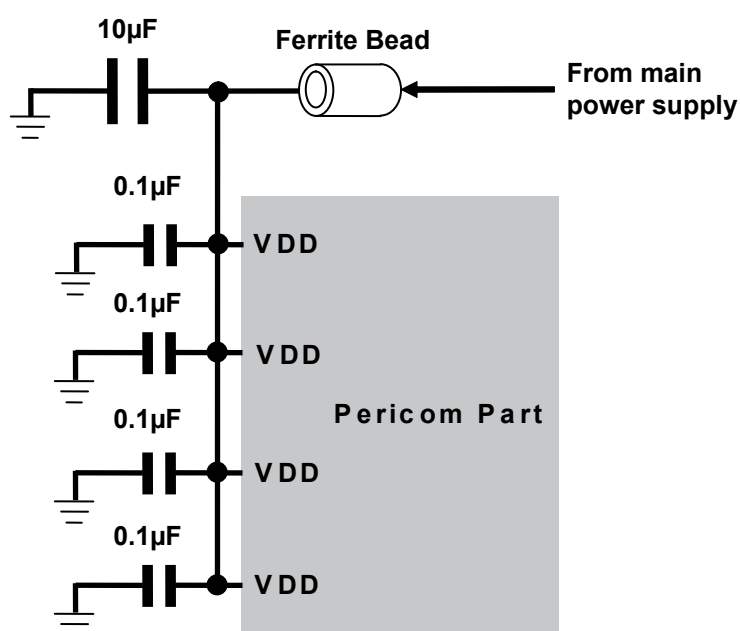 10µF
Ferrite Bead
From main
power supply
0.1µF
VDD
0.1µF
VDD
Pericom Part
0.1µF
VDD
0.1µF
VDD